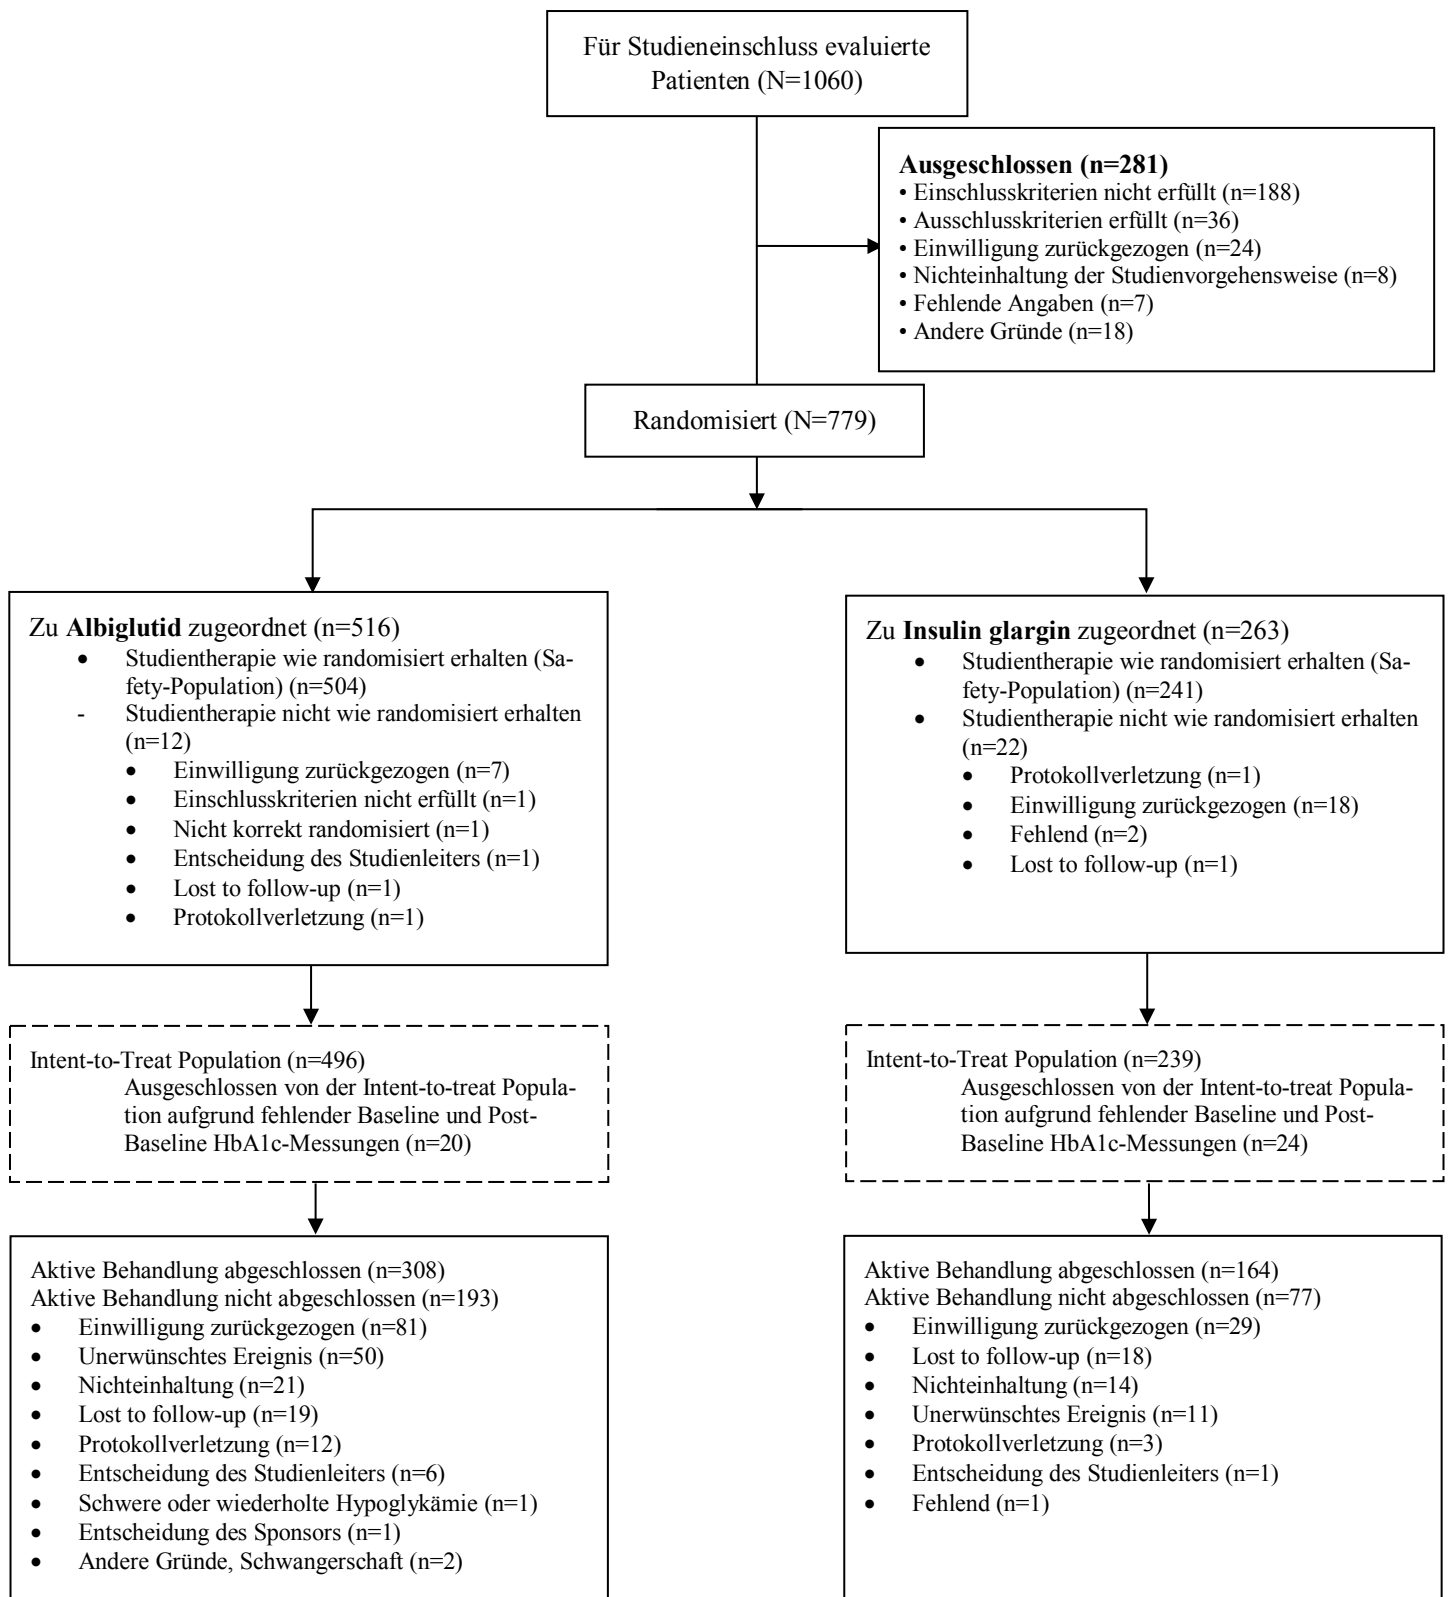 Für Studieneinschluss evaluierte
Patienten (N=1060)
Ausgeschlossen (n=281)
• Einschlusskriterien nicht erfüllt (n=188)
• Ausschlusskriterien erfüllt (n=36)
• Einwilligung zurückgezogen (n=24)
• Nichteinhaltung der Studienvorgehensweise (n=8)
• Fehlende Angaben (n=7)
• Andere Gründe (n=18)
Randomisiert (N=779)
Zu Albiglutid zugeordnet (n=516)
• Studientherapie wie randomisiert erhalten (Sa-
fety-Population) (n=504)
- Studientherapie nicht wie randomisiert erhalten
(n=12)
• Einwilligung zurückgezogen (n=7)
• Einschlusskriterien nicht erfüllt (n=1)
• Nicht korrekt randomisiert (n=1)
• Entscheidung des Studienleiters (n=1)
• Lost to follow-up (n=1)
• Protokollverletzung (n=1)
Zu Insulin glargin zugeordnet (n=263)
• Studientherapie wie randomisiert erhalten (Sa-
fety-Population) (n=241)
• Studientherapie nicht wie randomisiert erhalten
(n=22)
• Protokollverletzung (n=1)
• Einwilligung zurückgezogen (n=18)
• Fehlend (n=2)
• Lost to follow-up (n=1)
Intent-to-Treat Population (n=496)
Ausgeschlossen von der Intent-to-treat Popula-
tion aufgrund fehlender Baseline und Post-
Baseline HbA1c-Messungen (n=20)
Intent-to-Treat Population (n=239)
Ausgeschlossen von der Intent-to-treat Popula-
tion aufgrund fehlender Baseline und Post-
Baseline HbA1c-Messungen (n=24)
Aktive Behandlung abgeschlossen (n=308)
Aktive Behandlung nicht abgeschlossen (n=193)
• Einwilligung zurückgezogen (n=81)
• Unerwünschtes Ereignis (n=50)
• Nichteinhaltung (n=21)
• Lost to follow-up (n=19)
• Protokollverletzung (n=12)
• Entscheidung des Studienleiters (n=6)
• Schwere oder wiederholte Hypoglykämie (n=1)
• Entscheidung des Sponsors (n=1)
• Andere Gründe, Schwangerschaft (n=2)
Aktive Behandlung abgeschlossen (n=164)
Aktive Behandlung nicht abgeschlossen (n=77)
• Einwilligung zurückgezogen (n=29)
• Lost to follow-up (n=18)
• Nichteinhaltung (n=14)
• Unerwünschtes Ereignis (n=11)
• Protokollverletzung (n=3)
• Entscheidung des Studienleiters (n=1)
• Fehlend (n=1)